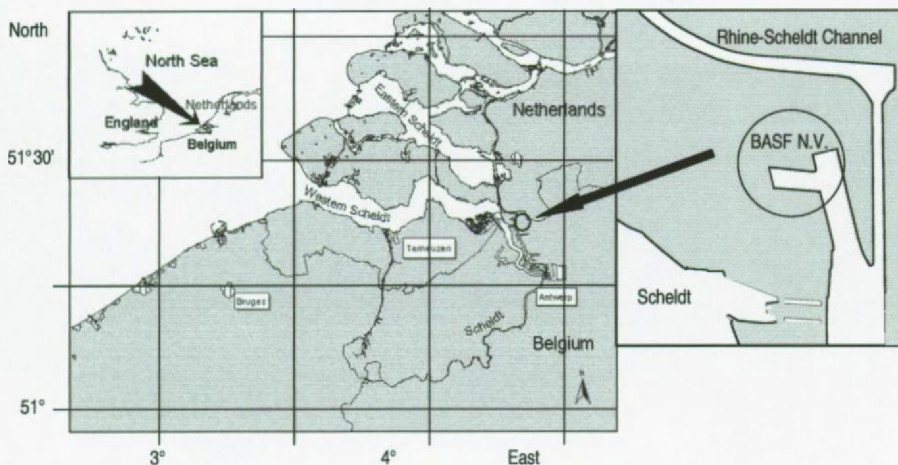 North
North Sea
Netherlands
England
Belgium
Eastern Scheldt
Netherlands
51°30'
Western Scheldt
Terneuzen
Bruges
Antwerp
Scheldt
Belgium
N
51°
3°
4°
East
Rhine-Scheldt Channel
BASF N.V.
Scheldt